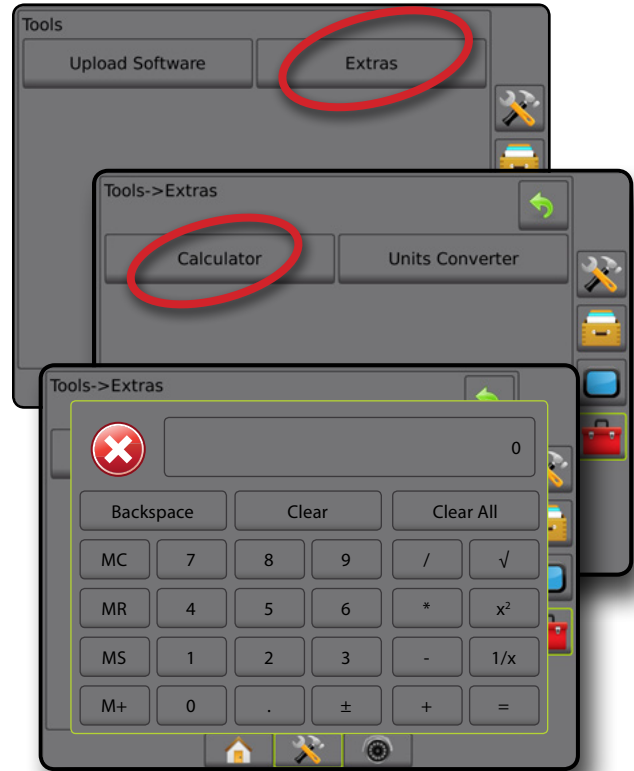 Tools
Upload Software Extras
Tools->Extras
Calculator Units Converter
Tools->Extras
0
Backspace Clear Clear All
MC 7 8 9 / √
MR 4 5 6 * x²
MS 1 2 3 - 1/x
M+ 0 . ± + =